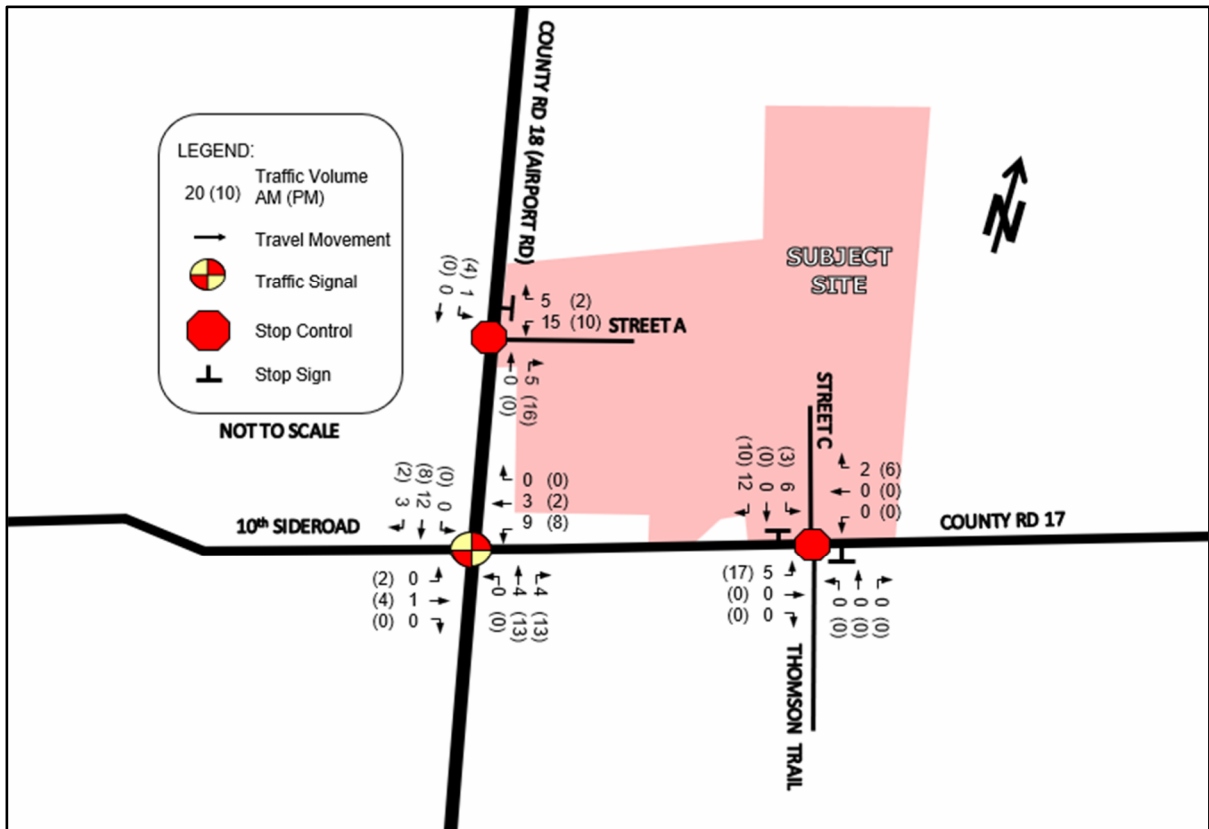 COUNTY RD 18 (AIRPORT RD)
LEGEND:
20 (10)
Traffic Volume
AM (PM)
Travel Movement
Traffic Signal
Stop Control
Stop Sign
NOT TO SCALE
N
SUBJECT
SITE
(4) 1
(0) 0
5 (2)
15 (10)
STREET A
5 (16)
0 (0)
(0) 0
(8) 12
(2) 3
0 (0)
3 (2)
9 (8)
10th SIDEROAD
(2) 0
(4) 1
(0) 0
4 (13)
4 (13)
0 (0)
STREET C
(3) 6
(0) 0
(10) 12
2 (6)
0 (0)
0 (0)
COUNTY RD 17
(17) 5
(0) 0
(0) 0
0 (0)
0 (0)
0 (0)
THOMSON TRAIL